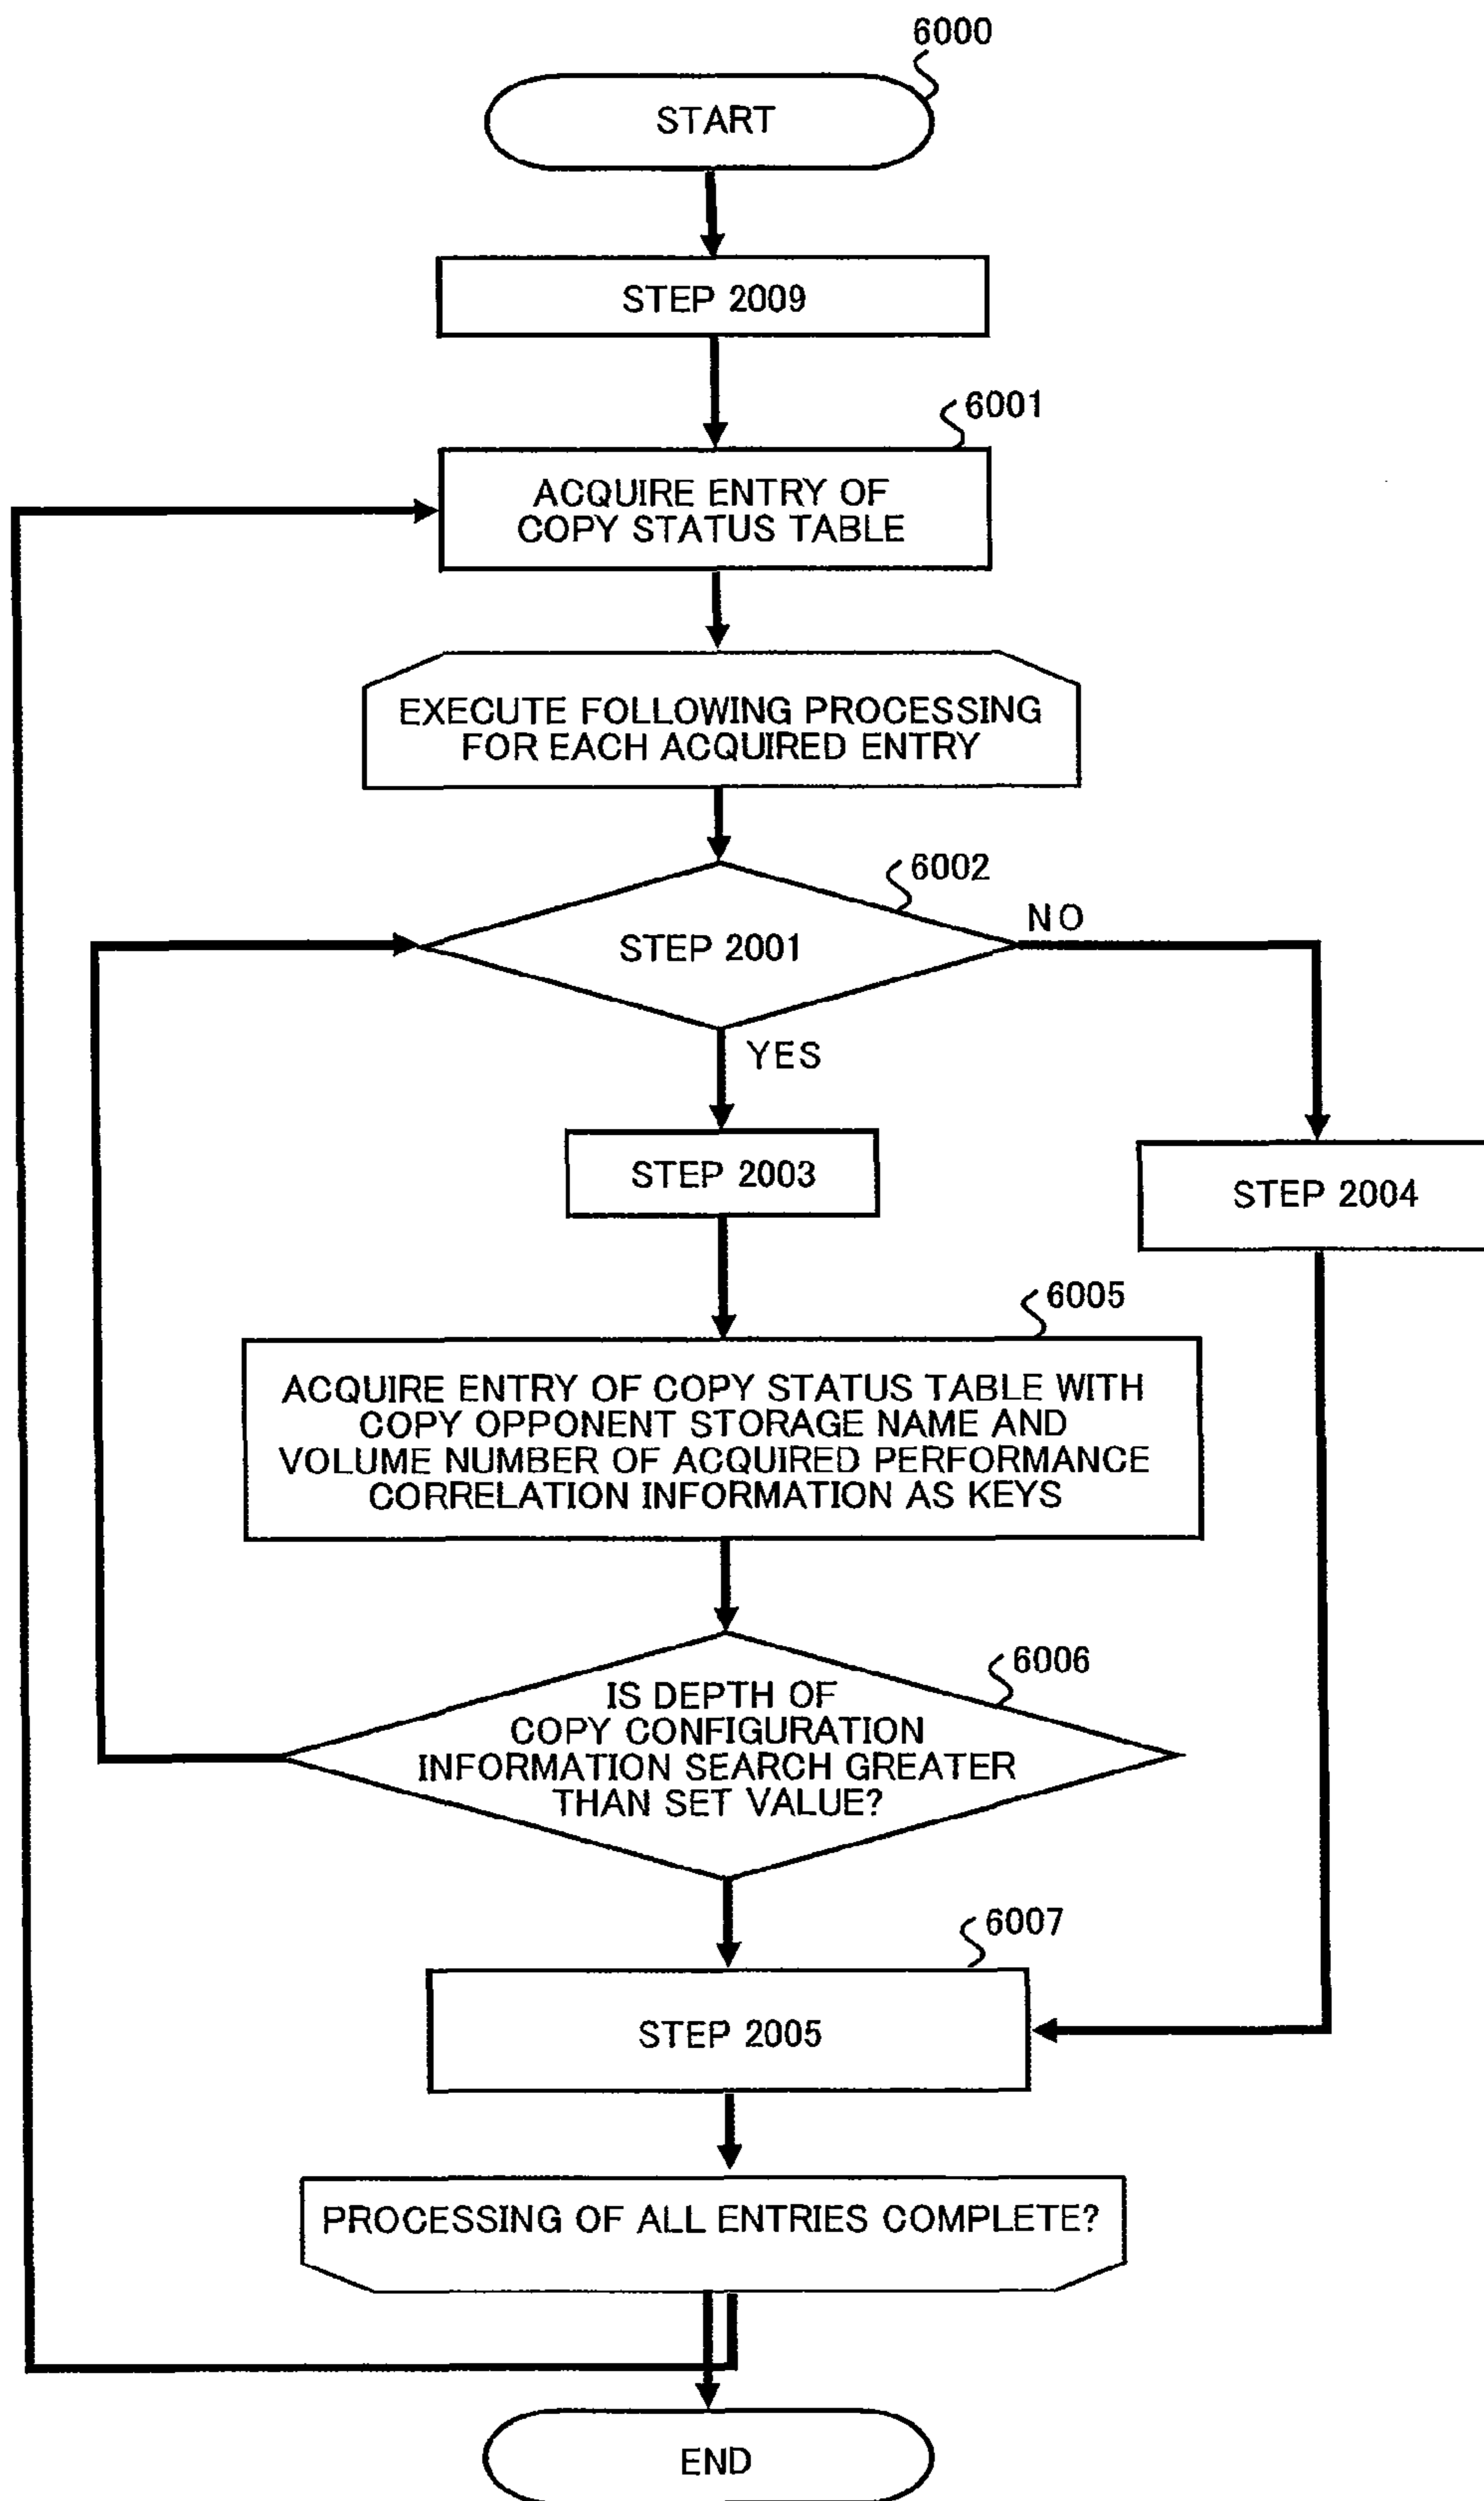 6000
START
STEP 2009
6001
ACQUIRE ENTRY OF
COPY STATUS TABLE
EXECUTE FOLLOWING PROCESSING
FOR EACH ACQUIRED ENTRY
6002
NO
STEP 2001
YES
STEP 2003
STEP 2004
6005
ACQUIRE ENTRY OF COPY STATUS TABLE WITH
COPY OPPONENT STORAGE NAME AND
VOLUME NUMBER OF ACQUIRED PERFORMANCE
CORRELATION INFORMATION AS KEYS
6006
IS DEPTH OF
COPY CONFIGURATION
INFORMATION SEARCH GREATER
THAN SET VALUE?
6007
STEP 2005
PROCESSING OF ALL ENTRIES COMPLETE?
END